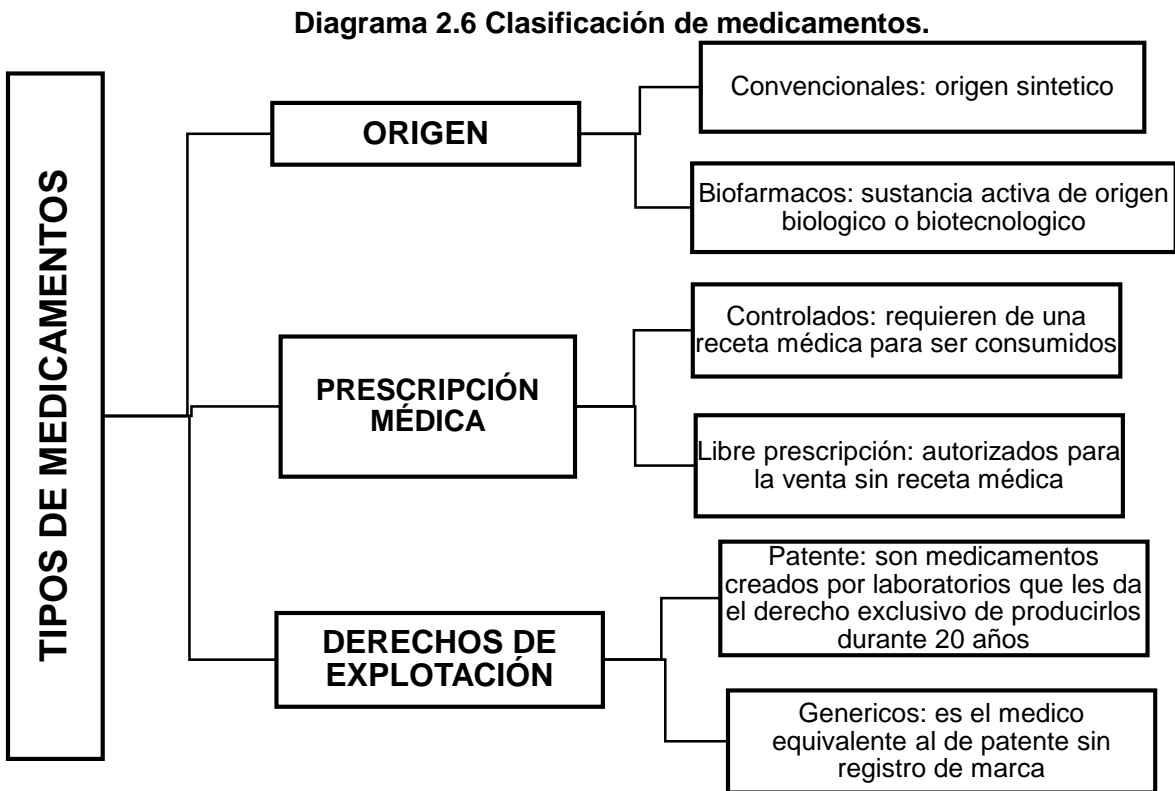 Diagrama 2.6 Clasificación de medicamentos.
TIPOS DE MEDICAMENTOS
ORIGEN
Convencionales: origen sintetico
Biofarmacos: sustancia activa de origen
biologico o biotecnologico
PRESCRIPCIÓN
MÉDICA
Controlados: requieren de una
receta médica para ser consumidos
Libre prescripción: autorizados para
la venta sin receta médica
DERECHOS DE
EXPLOTACIÓN
Patente: son medicamentos
creados por laboratorios que les da
el derecho exclusivo de producirlos
durante 20 años
Genericos: es el medico
equivalente al de patente sin
registro de marca